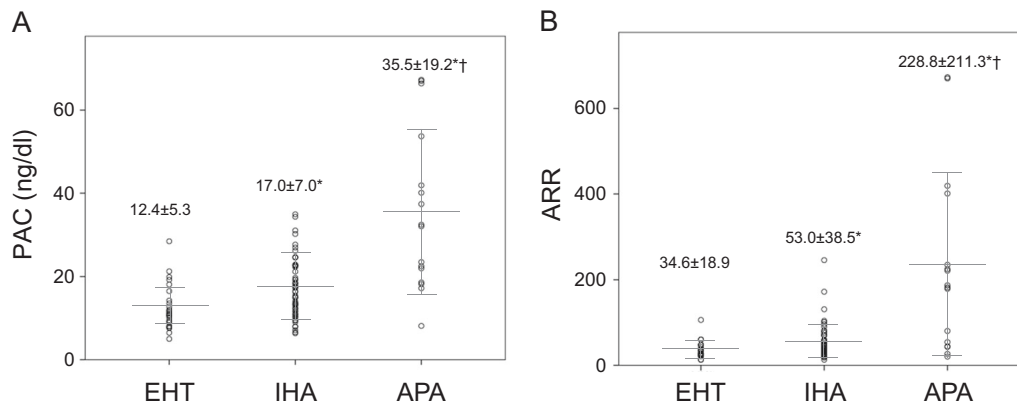 A
PAC (ng/dl)
60
40
20
0
12.4±5.3
17.0±7.0*
35.5±19.2*†
EHT
IHA
APA
B
ARR
600
400
200
0
34.6±18.9
53.0±38.5*
228.8±211.3*†
EHT
IHA
APA